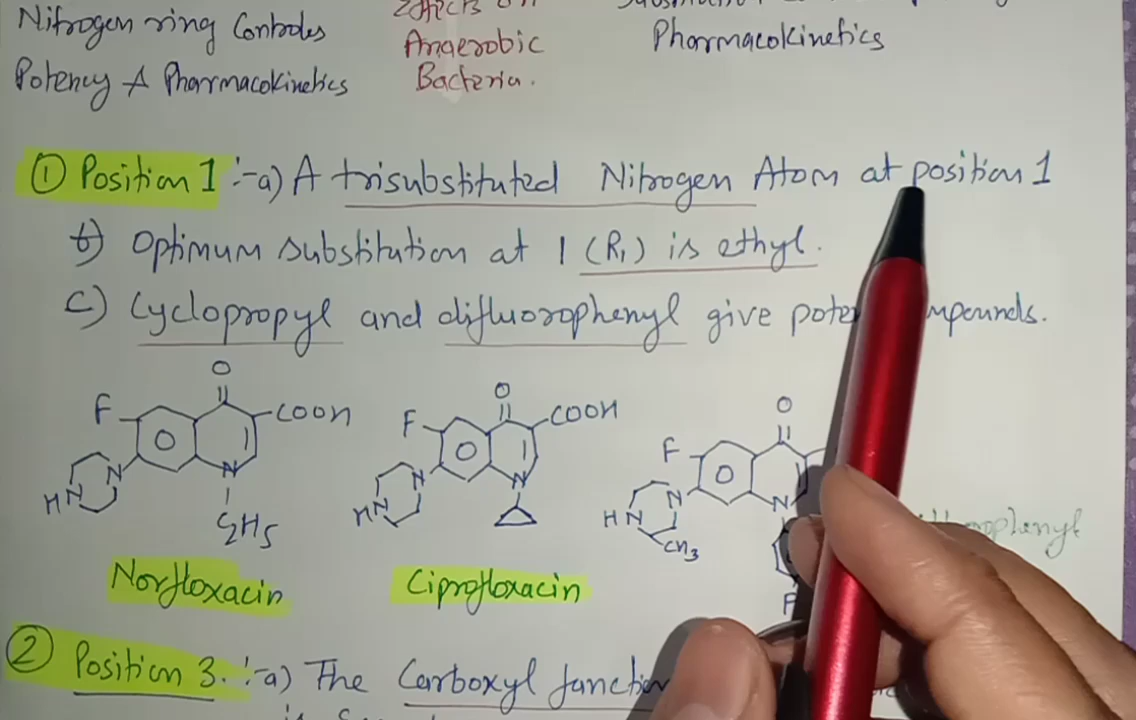 Nitrogen ring Controles
Potency & Pharmacokinetics
Effects on
Anaerobic
Bacteria.
Pharmacokinetics
① Position 1 :- a) A trisubstituted Nitrogen Atom at position 1
b) Optimum substitution at 1 (R₁) is ethyl.
c) Cyclopropyl and difluorophenyl give
O
F
COOH
N
N
HN
C₂H₅
Norfloxacin
O
F
COOH
N
N
HN
Ciprofloxacin
O
F
N
N
HN
CH₃
F
② Position 3. :- a) The Carboxyl